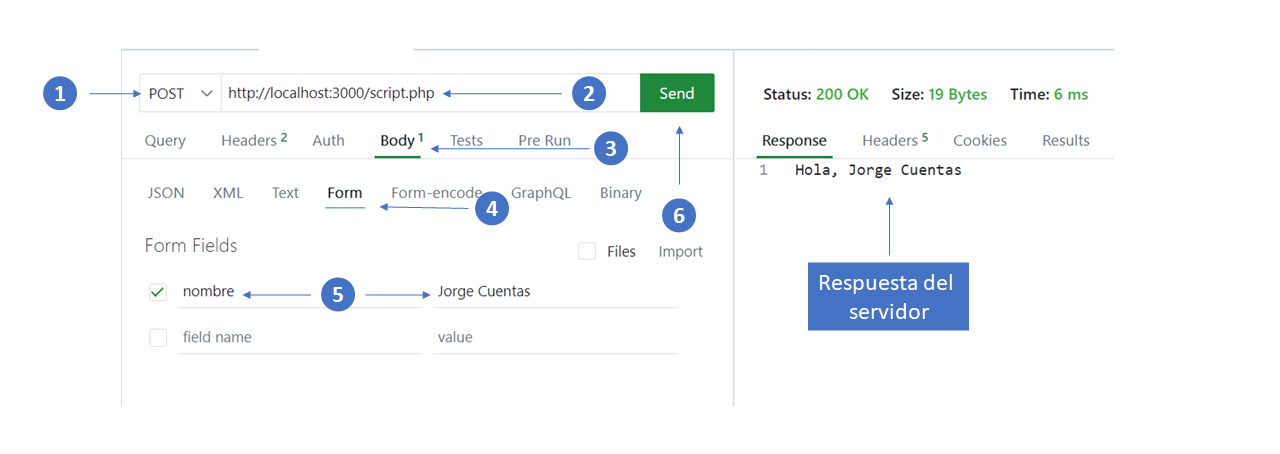 1
POST
http://localhost:3000/script.php
2
Send
Status: 200 OK Size: 19 Bytes Time: 6 ms
Query Headers 2 Auth Body 1 Tests Pre Run
3
Response Headers 5 Cookies Results
1 Hola, Jorge Cuentas
JSON XML Text Form Form-encode GraphQL Binary
4
6
Form Fields
Files Import
nombre
5
Jorge Cuentas
field name value
Respuesta del
servidor